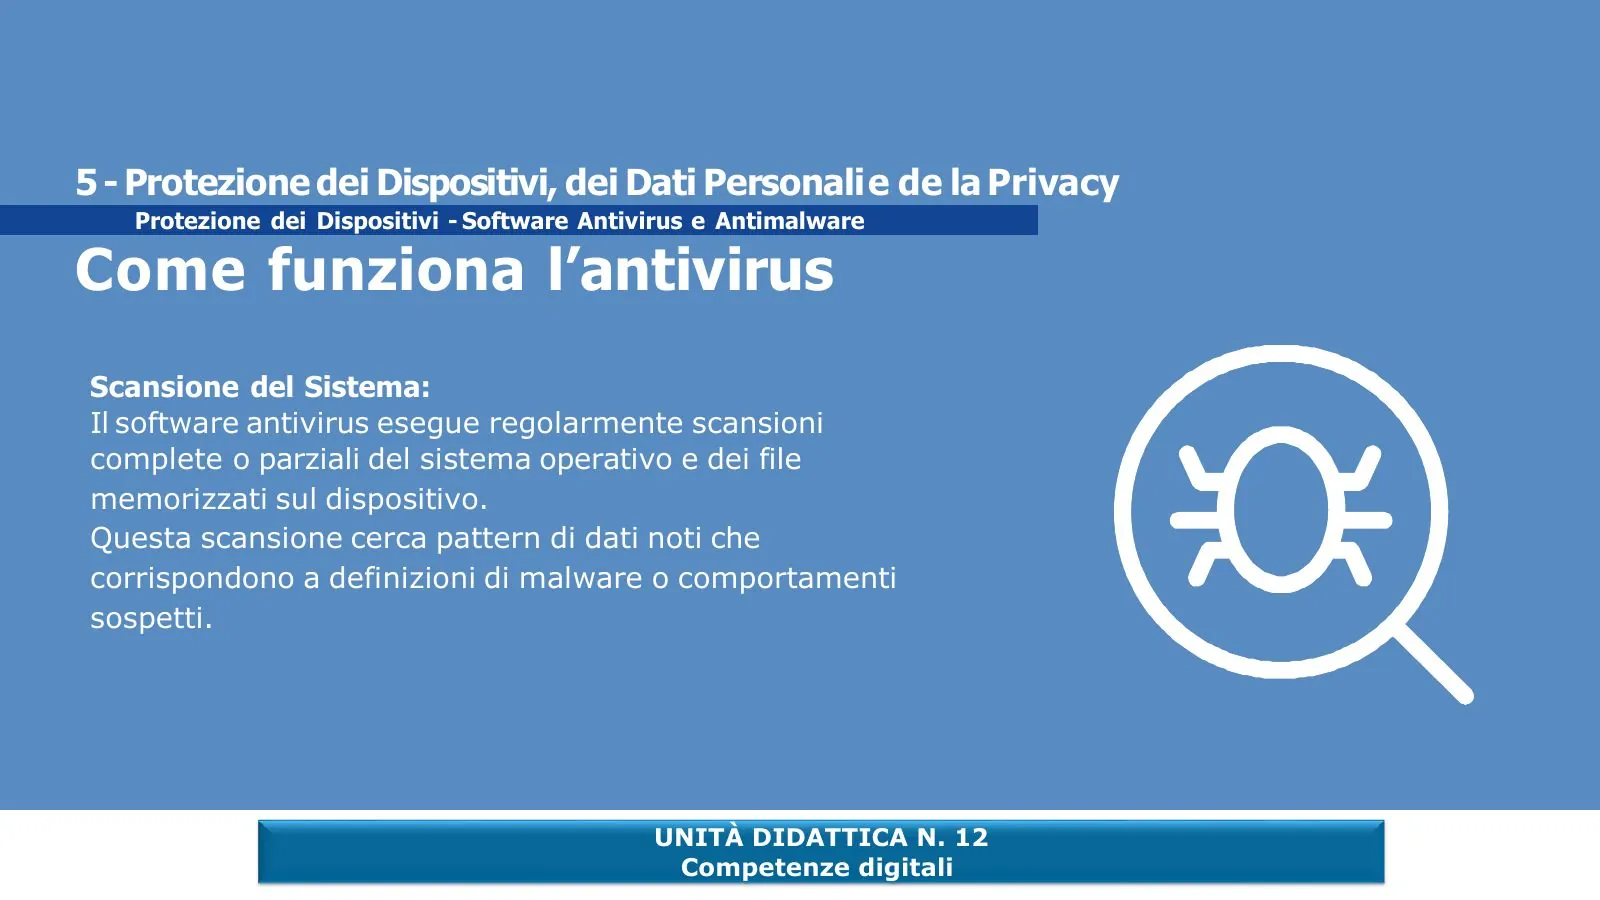 5 - Protezione dei Dispositivi, dei Dati Personali e de la Privacy
Protezione dei Dispositivi - Software Antivirus e Antimalware
Come funziona l’antivirus
Scansione del Sistema:
Il software antivirus esegue regolarmente scansioni
complete o parziali del sistema operativo e dei file
memorizzati sul dispositivo.
Questa scansione cerca pattern di dati noti che
corrispondono a definizioni di malware o comportamenti
sospetti.
UNITÀ DIDATTICA N. 12
Competenze digitali